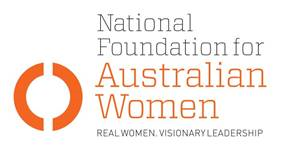 National
Foundation for
Australian
Women
REAL WOMEN. VISIONARY LEADERSHIP